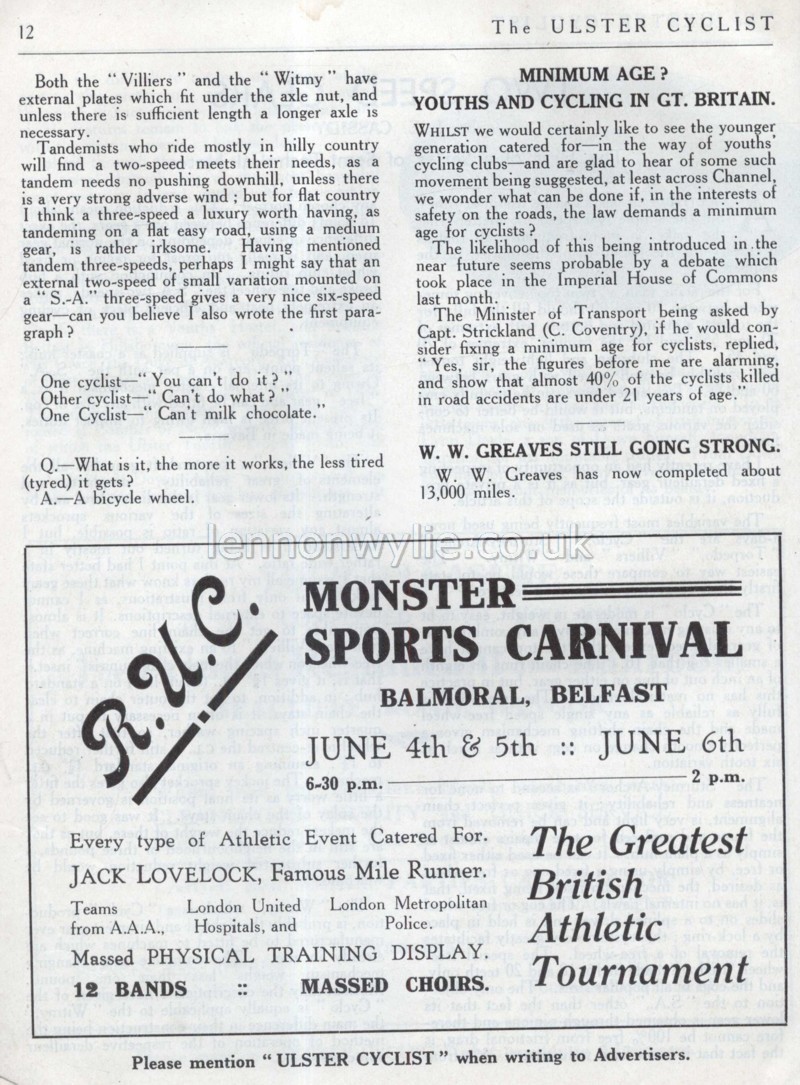 12
The ULSTER CYCLIST
Both the “ Villiers ” and the “ Witmy ” have
external plates which fit under the axle nut, and
unless there is sufficient length a longer axle is
necessary.
Tandemists who ride mostly in hilly country
will find a two-speed meets their needs, as a
tandem needs no pushing downhill, unless there
is a very strong adverse wind ; but for flat country
I think a three-speed a luxury worth having, as
tandeming on a flat easy road, using a medium
gear, is rather irksome. Having mentioned
tandem three-speeds, perhaps I might say that an
external two-speed of small variation mounted on
a “ S.-A.” three-speed gives a very nice six-speed
gear—can you believe I also wrote the first para-
graph ?
One cyclist—“ You can't do it ? ”
Other cyclist—“ Can't do what ? ”
One Cyclist—“ Can't milk chocolate.”
Q.—What is it, the more it works, the less tired
(tyred) it gets ?
A.—A bicycle wheel.
MINIMUM AGE ?
YOUTHS AND CYCLING IN GT. BRITAIN.
WHILST we would certainly like to see the younger
generation catered for—in the way of youths'
cycling clubs—and are glad to hear of some such
movement being suggested, at least across Channel,
we wonder what can be done if, in the interests of
safety on the roads, the law demands a minimum
age for cyclists ?
The likelihood of this being introduced in the
near future seems probable by a debate which
took place in the Imperial House of Commons
last month.
The Minister of Transport being asked by
Capt. Strickland (C. Coventry), if he would con-
sider fixing a minimum age for cyclists, replied,
“ Yes, sir, the figures before me are alarming,
and show that almost 40% of the cyclists killed
in road accidents are under 21 years of age.”
W. W. GREAVES STILL GOING STRONG.
W. W. Greaves has now completed about
13,000 miles.
lennonwylie.co.uk
R.U.C.
MONSTER
SPORTS CARNIVAL
BALMORAL, BELFAST
JUNE 4th & 5th :: JUNE 6th
6-30 p.m. 2 p.m.
Every type of Athletic Event Catered For.
JACK LOVELOCK, Famous Mile Runner.
Teams London United London Metropolitan
from A.A.A., Hospitals, and Police.
Massed PHYSICAL TRAINING DISPLAY.
12 BANDS :: MASSED CHOIRS.
The Greatest
British
Athletic
Tournament
Please mention “ ULSTER CYCLIST ” when writing to Advertisers.